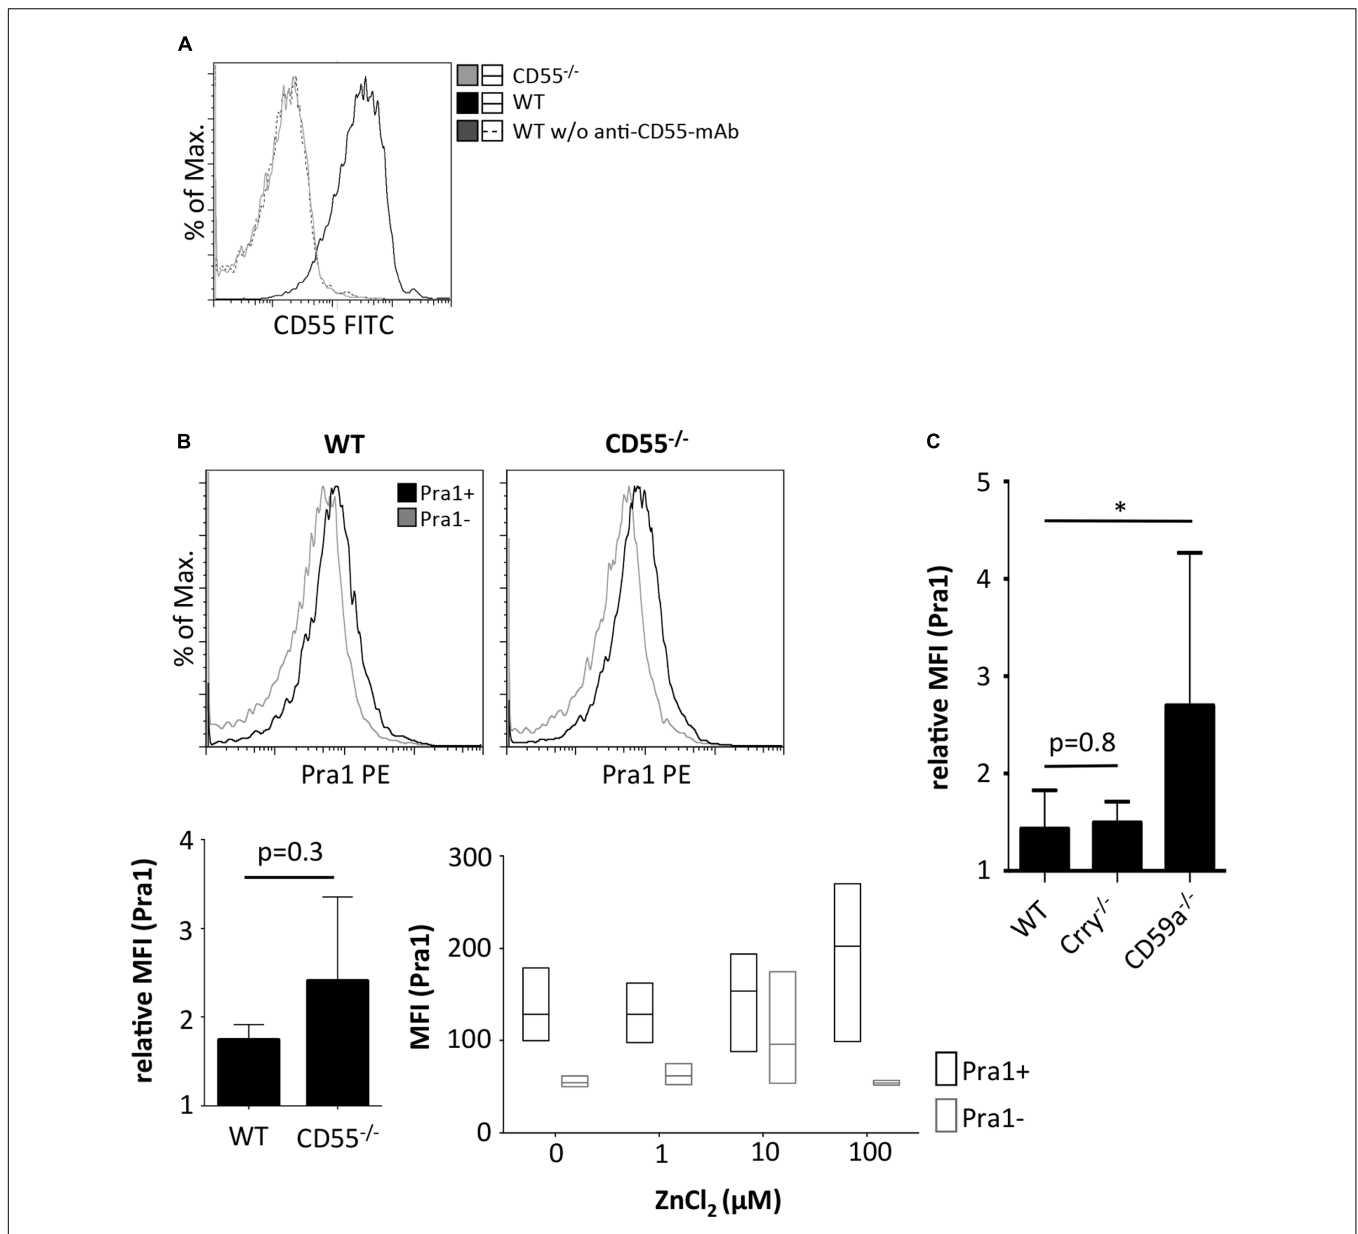 A
CD55-/-
WT
WT w/o anti-CD55-mAb
% of Max.
CD55 FITC
B
WT
CD55-/-
Pra1+
Pra1-
% of Max.
Pra1 PE
Pra1 PE
C
5
4
3
2
1
relative MFI (Pra1)
*
p=0.8
WT
Crry-/-
CD59a-/-
4
3
2
1
relative MFI (Pra1)
p=0.3
WT
CD55-/-
300
200
100
0
MFI (Pra1)
0
1
10
100
ZnCl2 (µM)
Pra1+
Pra1-